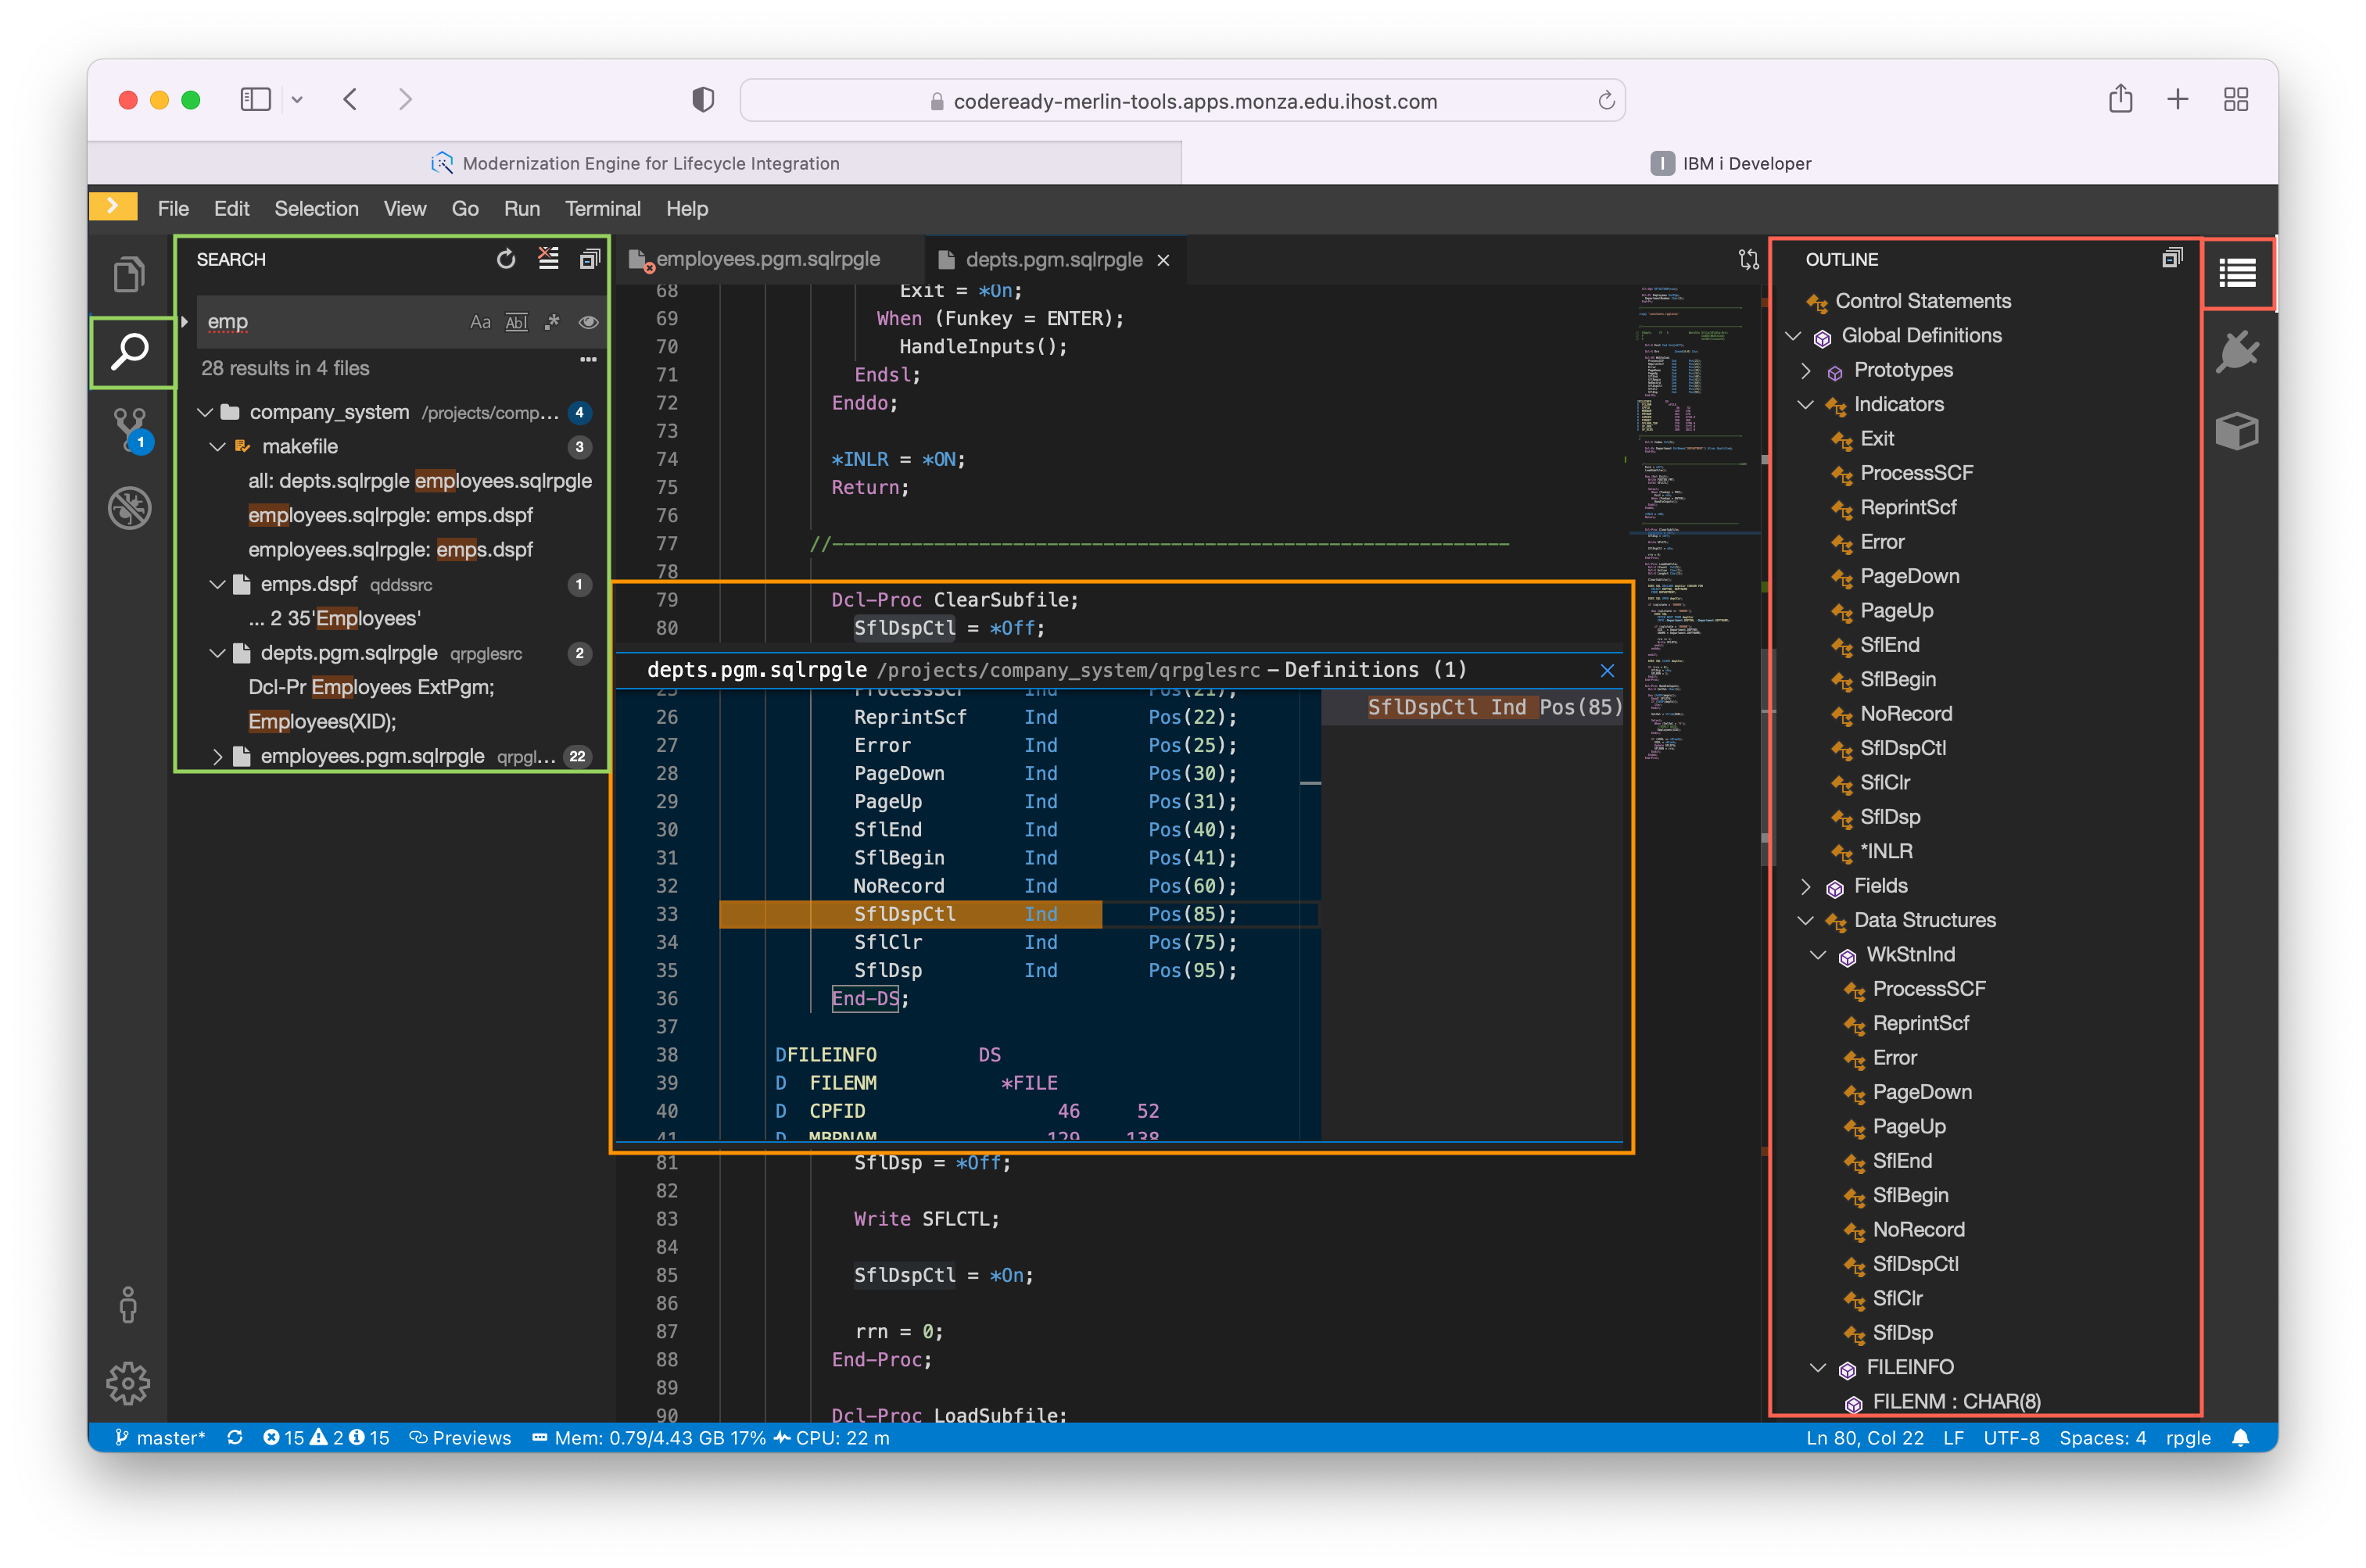 codeready-merlin-tools.apps.monza.edu.ihost.com
Modernization Engine for Lifecycle Integration
I IBM i Developer
File Edit Selection View Go Run Terminal Help
SEARCH
emp
Aa Abl .*
28 results in 4 files
company_system /projects/comp... 4
makefile 3
all: depts.sqlrpgle employees.sqlrpgle
employees.sqlrpgle: emps.dspf
employees.sqlrpgle: emps.dspf
emps.dspf qddssrc 1
... 2 35'Employees'
depts.pgm.sqlrpgle qrpglesrc 2
Dcl-Pr Employees ExtPgm;
Employees(XID);
employees.pgm.sqlrpgle qrpgl... 22
1
employees.pgm.sqlrpgle depts.pgm.sqlrpgle
68 Exit = *On;
69 When (Funkey = ENTER);
70 HandleInputs();
71 Endsl;
72 Enddo;
73
74 *INLR = *ON;
75 Return;
76
77 //------------------------------------------------------------
78
79 Dcl-Proc ClearSubfile;
80 SflDspCtl = *Off;
depts.pgm.sqlrpgle /projects/company_system/qrpglesrc – Definitions (1)
25 ProcessSCF Ind Pos(21);
26 ReprintScf Ind Pos(22);
27 Error Ind Pos(25);
28 PageDown Ind Pos(30);
29 PageUp Ind Pos(31);
30 SflEnd Ind Pos(40);
31 SflBegin Ind Pos(41);
32 NoRecord Ind Pos(60);
33 SflDspCtl Ind Pos(85);
34 SflClr Ind Pos(75);
35 SflDsp Ind Pos(95);
36 End-DS;
37
38 DFILEINFO DS
39 D FILENM *FILE
40 D CPFID 46 52
41 D MBRNAM 129 138
SflDspCtl Ind Pos(85)
81 SflDsp = *Off;
82
83 Write SFLCTL;
84
85 SflDspCtl = *On;
86
87 rrn = 0;
88 End-Proc;
89
90 Dcl-Proc LoadSubfile;
OUTLINE
Control Statements
Global Definitions
Prototypes
Indicators
Exit
ProcessSCF
ReprintScf
Error
PageDown
PageUp
SflEnd
SflBegin
NoRecord
SflDspCtl
SflClr
SflDsp
*INLR
Fields
Data Structures
WkStnInd
ProcessSCF
ReprintScf
Error
PageDown
PageUp
SflEnd
SflBegin
NoRecord
SflDspCtl
SflClr
SflDsp
FILEINFO
FILENM : CHAR(8)
master* 15 2 15 Previews Mem: 0.79/4.43 GB 17% CPU: 22 m
Ln 80, Col 22 LF UTF-8 Spaces: 4 rpgle